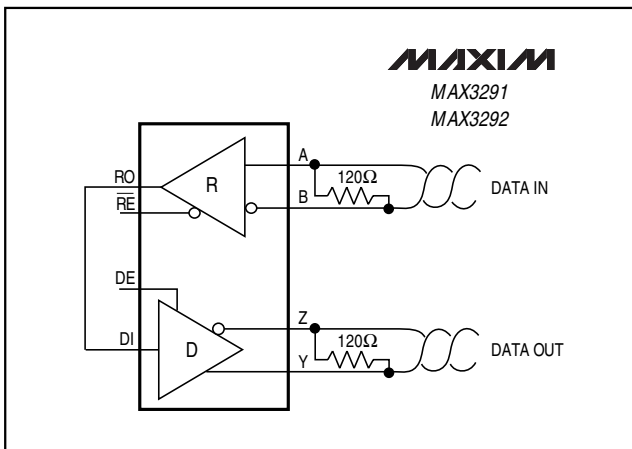 MAXIM
MAX3291
MAX3292
A
120Ω
RO
R
DATA IN
RE
B
DE
Z
120Ω
DI
D
DATA OUT
Y